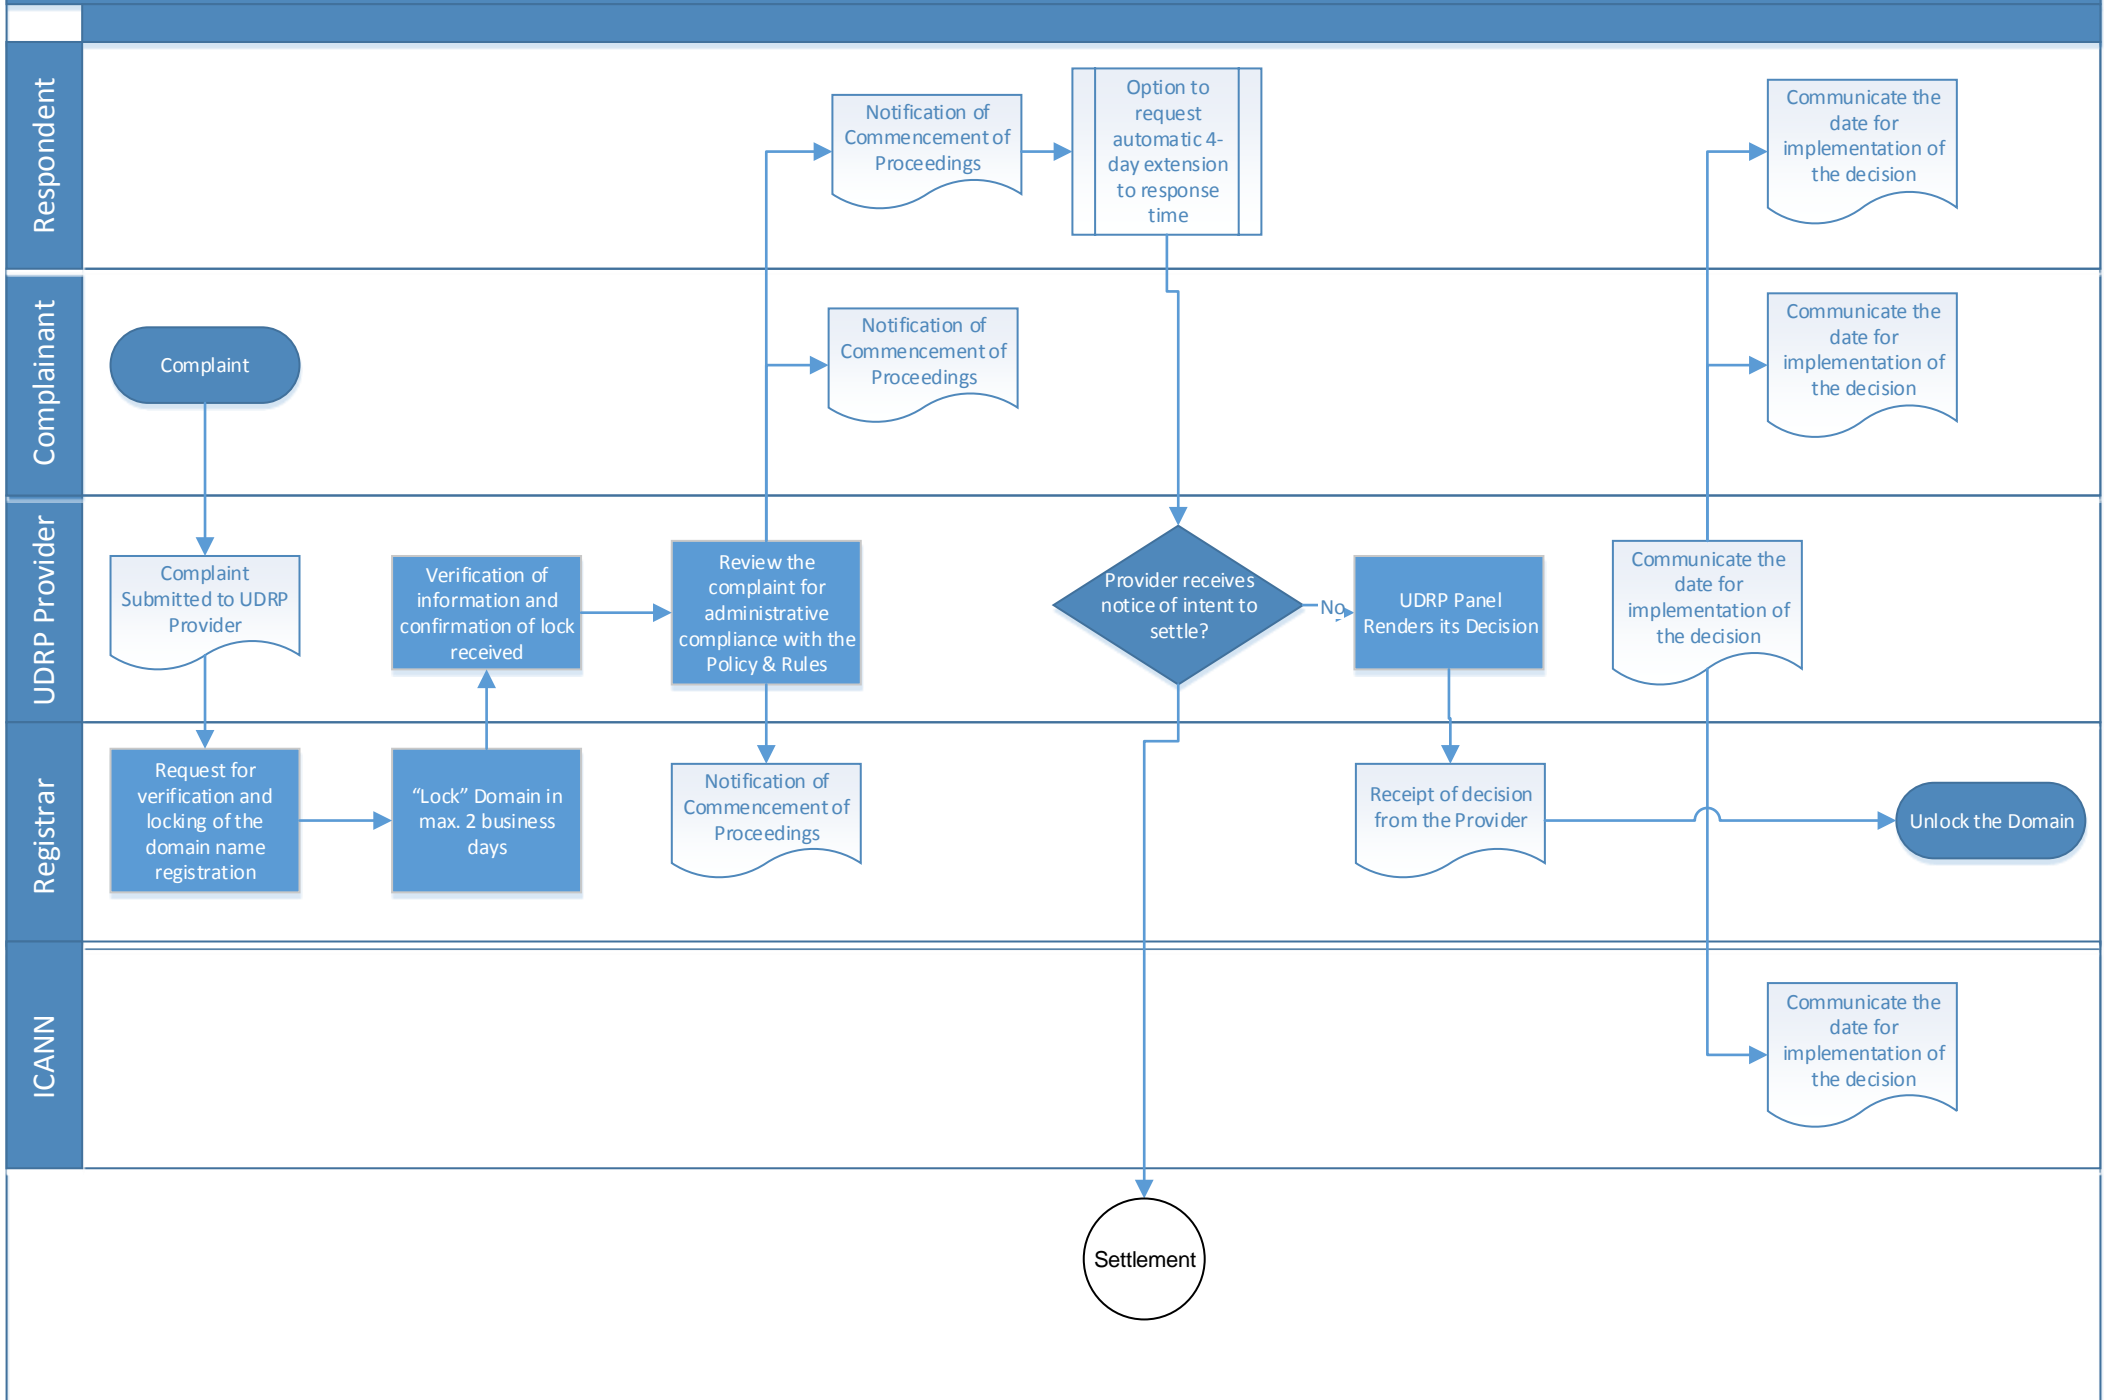 Respondent
Notification of
Commencement of
Proceedings
Option to
request
automatic 4-
day extension
to response
time
Communicate the
date for
implementation of
the decision
Complainant
Complaint
Notification of
Commencement of
Proceedings
Communicate the
date for
implementation of
the decision
UDRP Provider
Complaint
Submitted to UDRP
Provider
Verification of
information and
confirmation of lock
received
Review the
complaint for
administrative
compliance with the
Policy & Rules
Provider receives
notice of intent to
settle?
No
UDRP Panel
Renders its Decision
Communicate the
date for
implementation of
the decision
Registrar
Request for
verification and
locking of the
domain name
registration
“Lock” Domain in
max. 2 business
days
Notification of
Commencement of
Proceedings
Receipt of decision
from the Provider
Unlock the Domain
ICANN
Communicate the
date for
implementation of
the decision
Settlement